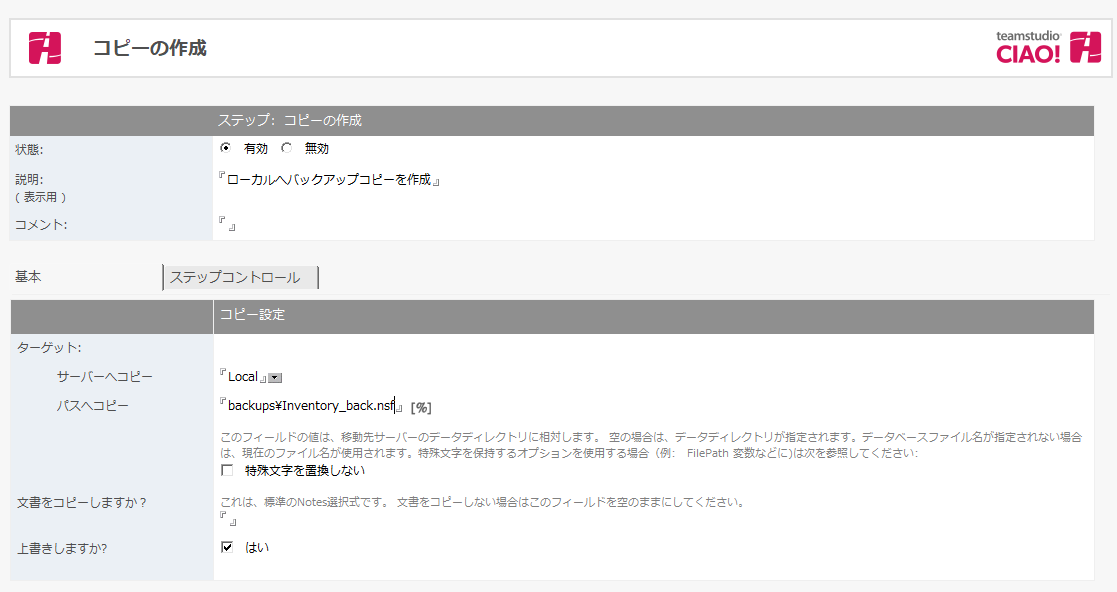 コピーの作成
teamstudio
CIAO!
ステップ: コピーの作成
状態:
有効 無効
説明:
( 表示用 )
『ローカルへバックアップコピーを作成』
コメント:
『 』
基本
ステップコントロール
コピー設定
ターゲット:
サーバーへコピー
『Local』
パスへコピー
『backups¥Inventory_back.nsf』 [%]
このフィールドの値は、移動先サーバーのデータディレクトリに相対します。 空の場合は、データディレクトリが指定されます。データベースファイル名が指定されない場合
は、現在のファイル名が使用されます。特殊文字を保持するオプションを使用する場合（例: FilePath 変数などに)は次を参照してください:
特殊文字を置換しない
文書をコピーしますか？
これは、標準のNotes選択式です。 文書をコピーしない場合はこのフィールドを空のままにしてください。
『 』
上書きしますか?
はい